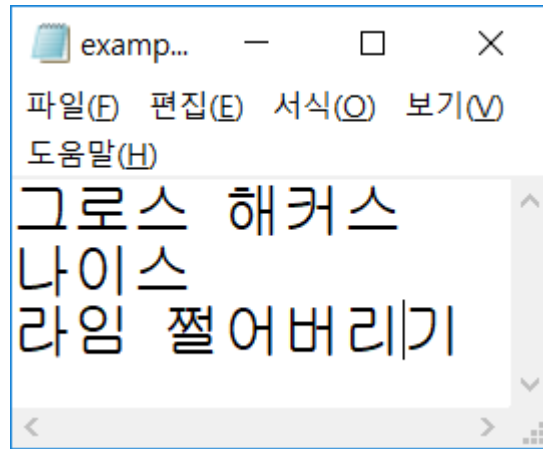 examp...
파일(F) 편집(E) 서식(O) 보기(V)
도움말(H)
그로스 해커스
나이스
라임 쩔어버리기